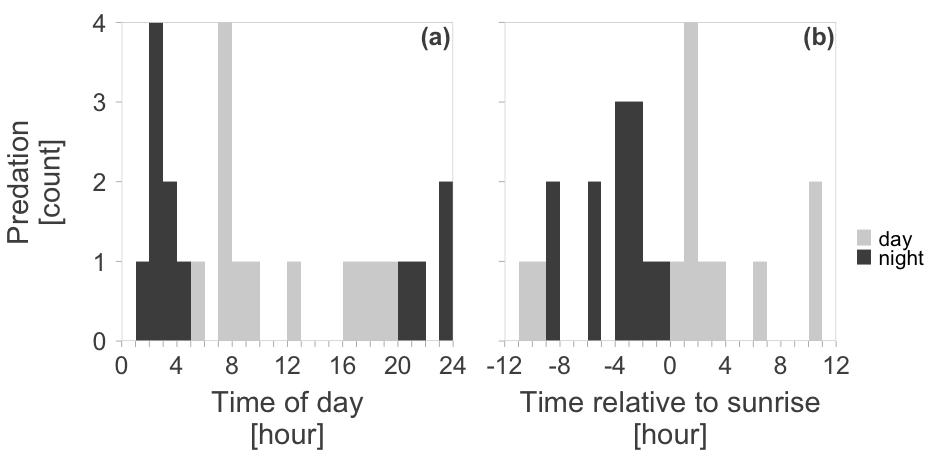 (a)
(b)
4
3
2
1
0
Predation
[count]
0 4 8 12 16 20 24
-12 -8 -4 0 4 8 12
Time of day
[hour]
Time relative to sunrise
[hour]
day
night